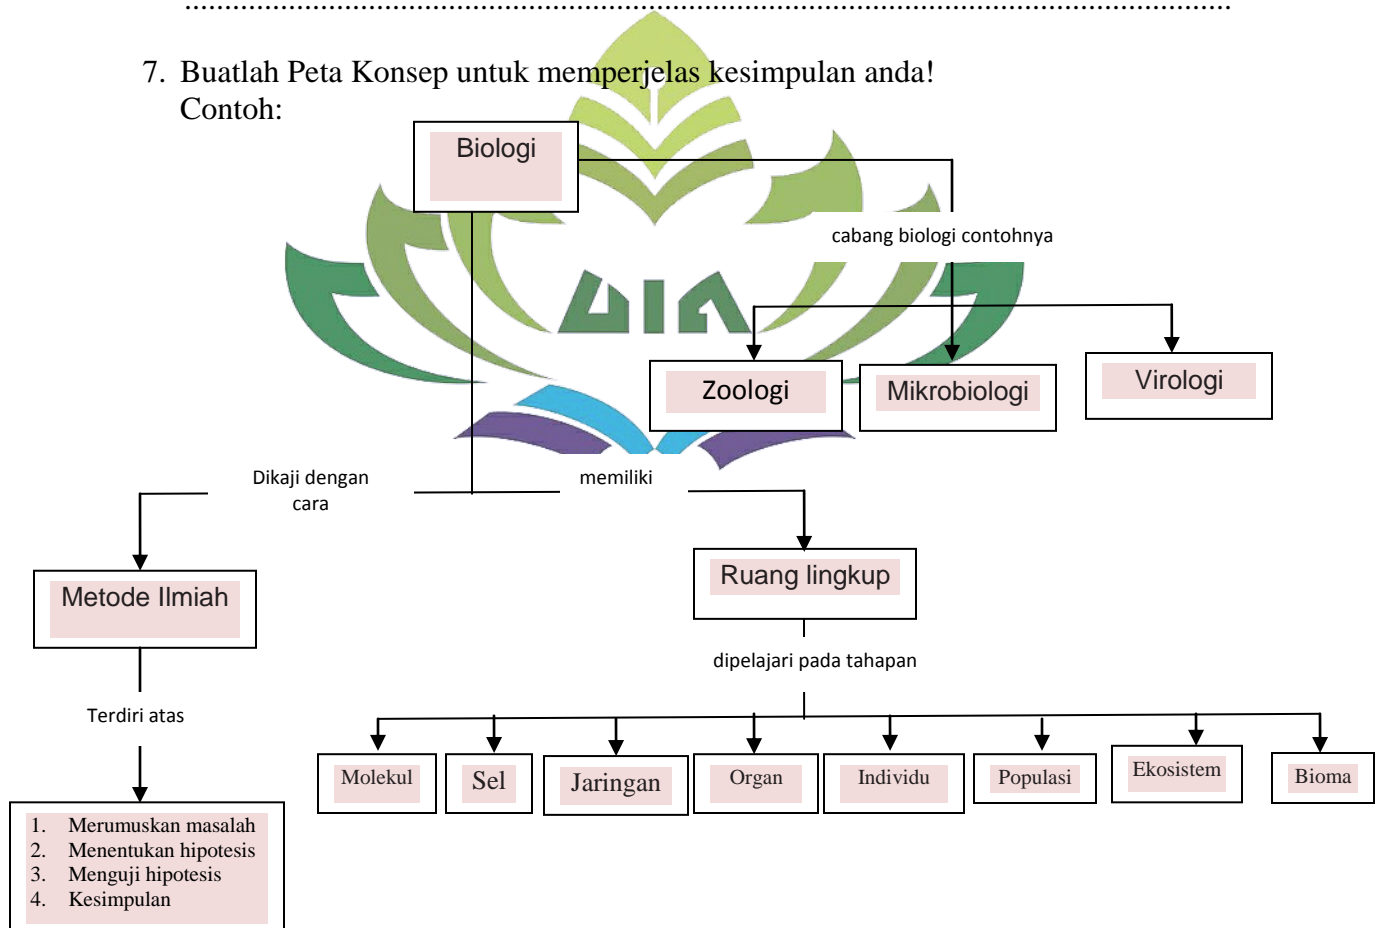 7. Buatlah Peta Konsep untuk memperjelas kesimpulan anda!
Contoh:
Biologi
cabang biologi contohnya
Zoologi
Mikrobiologi
Virologi
Dikaji dengan
cara
memiliki
Metode Ilmiah
Ruang lingkup
dipelajari pada tahapan
Terdiri atas
Molekul
Sel
Jaringan
Organ
Individu
Populasi
Ekosistem
Bioma
1. Merumuskan masalah
2. Menentukan hipotesis
3. Menguji hipotesis
4. Kesimpulan